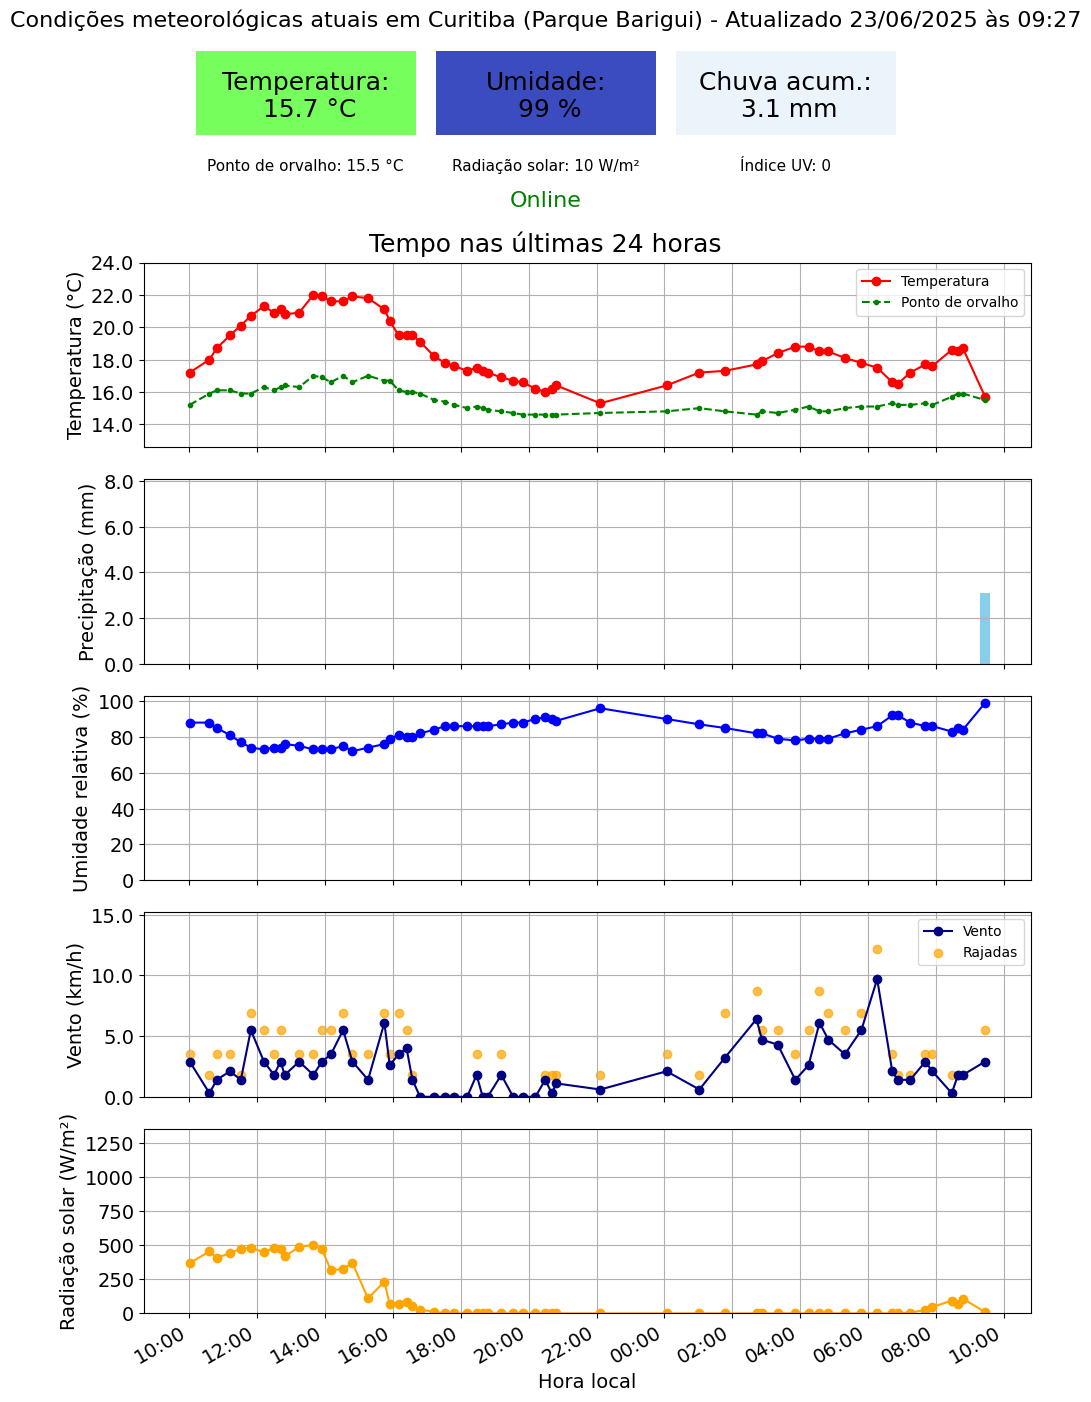 Condições meteorológicas atuais em Curitiba (Parque Barigui) - Atualizado 23/06/2025 às 09:27
Temperatura:
15.7 °C
Umidade:
99 %
Chuva acum.:
3.1 mm
Ponto de orvalho: 15.5 °C
Radiação solar: 10 W/m²
Índice UV: 0
Online
Tempo nas últimas 24 horas
Temperatura (°C)
24.0
22.0
20.0
18.0
16.0
14.0
Temperatura
Ponto de orvalho
Precipitação (mm)
8.0
6.0
4.0
2.0
0.0
Umidade relativa (%)
100
80
60
40
20
0
Vento (km/h)
15.0
10.0
5.0
0.0
Vento
Rajadas
Radiação solar (W/m²)
1250
1000
750
500
250
0
10:00
12:00
14:00
16:00
18:00
20:00
22:00
00:00
02:00
04:00
06:00
08:00
10:00
Hora local